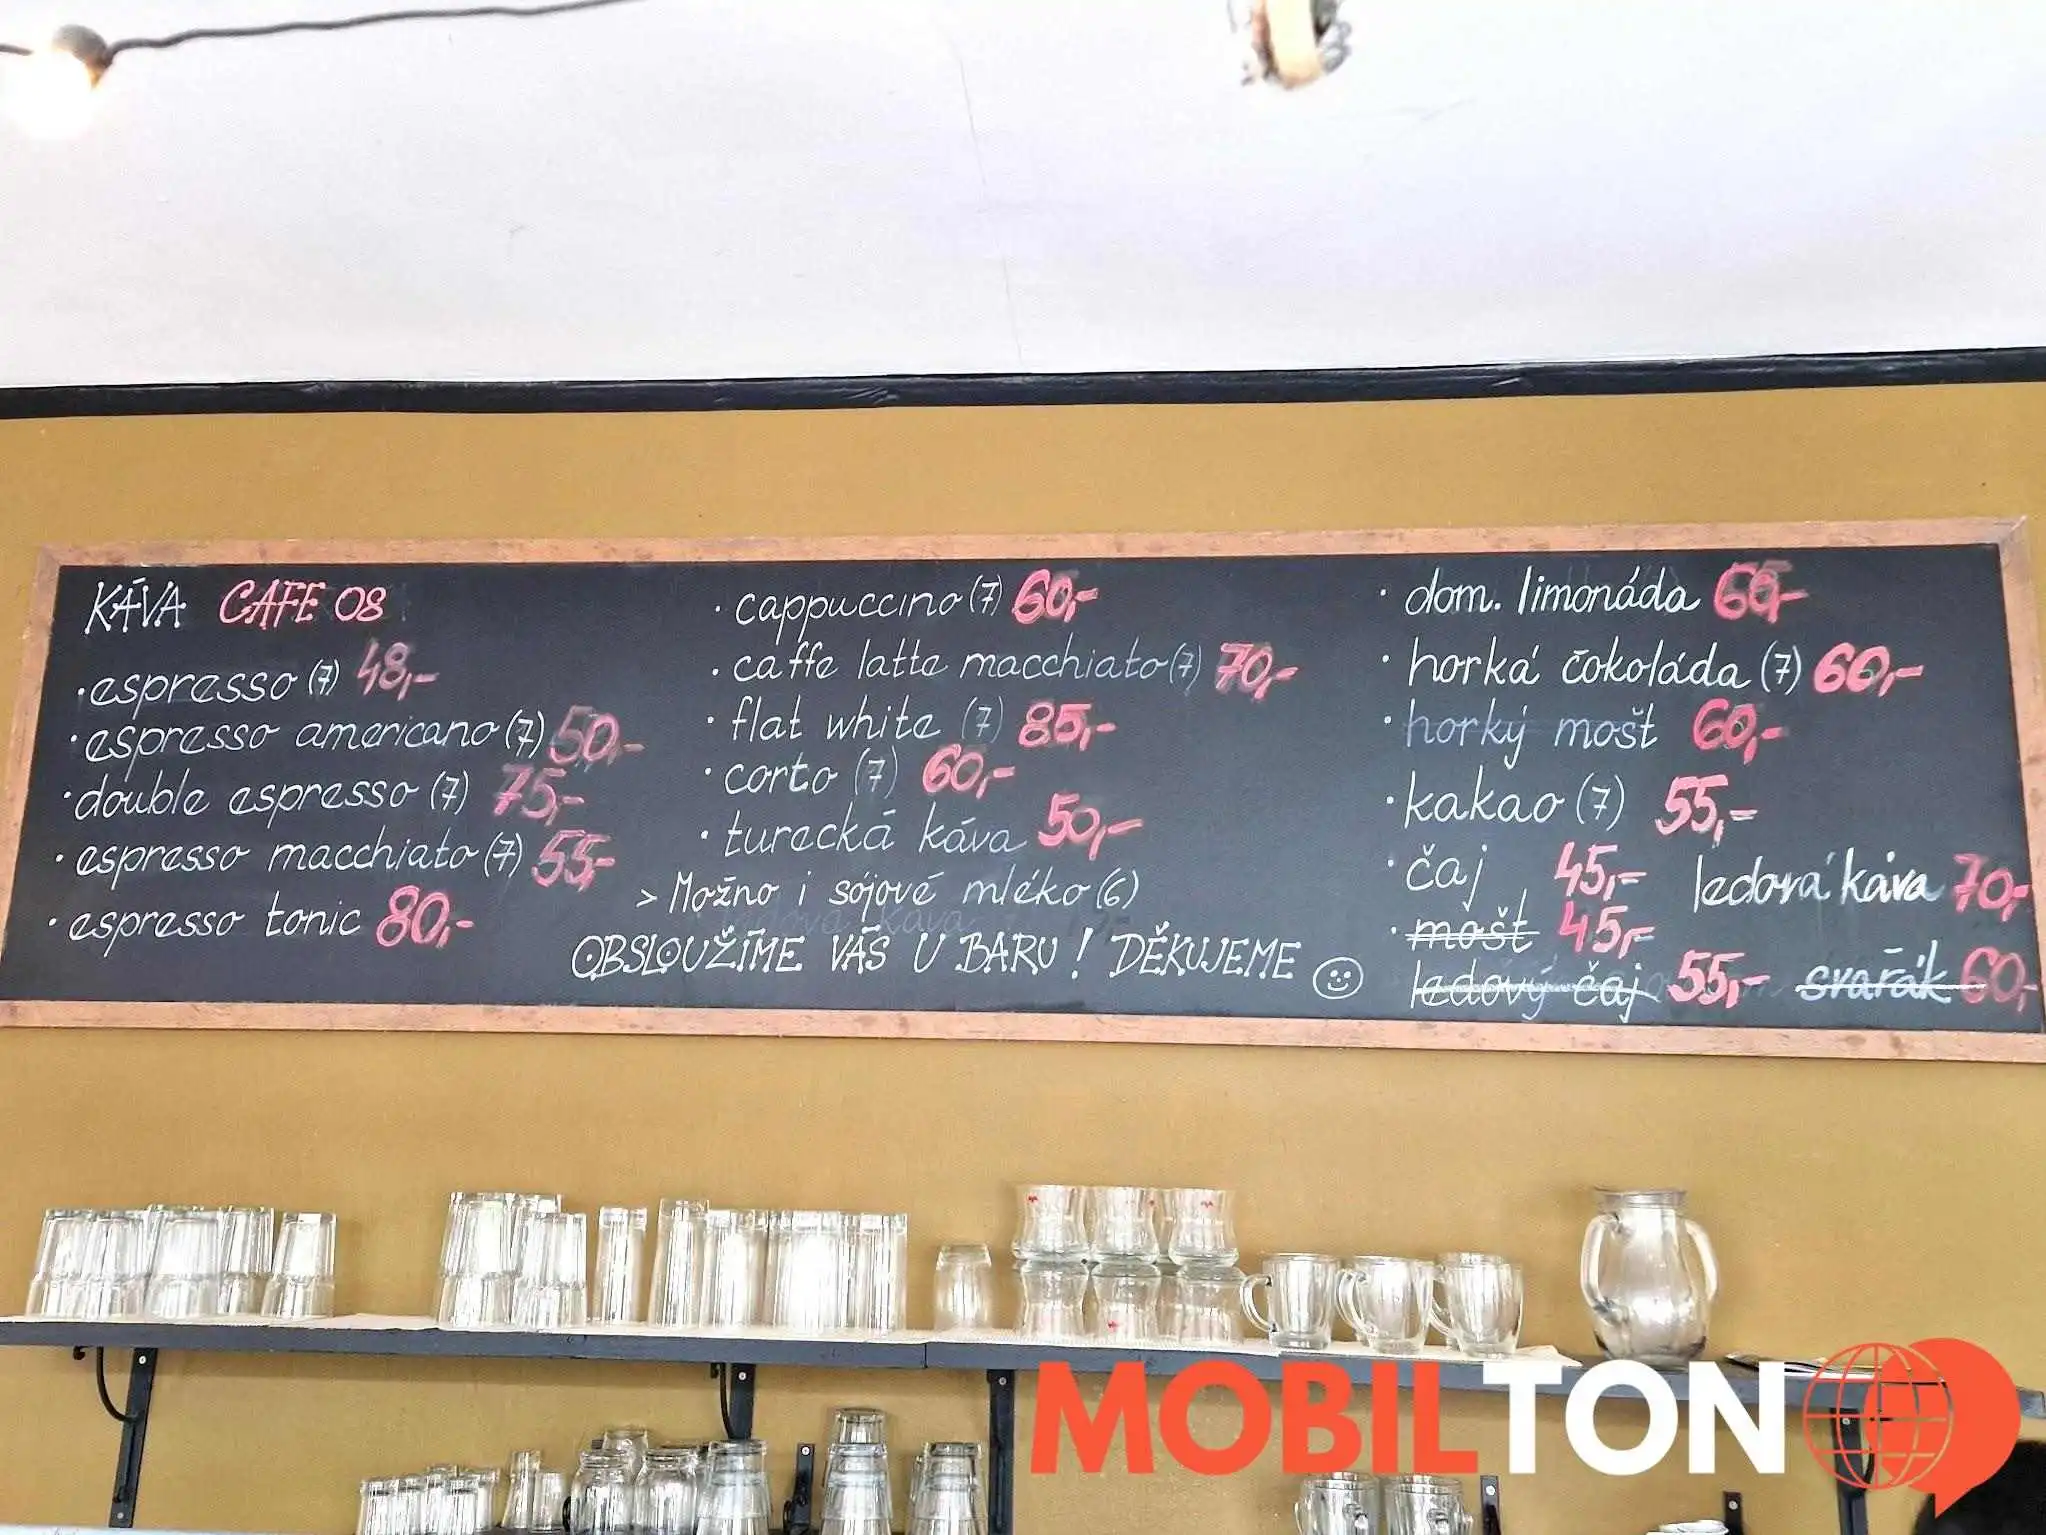 KÁVA CAFE 08
· espresso (7) 48,-
· espresso americano (7) 50,-
· double espresso (7) 75,-
· espresso macchiato (7) 55,-
· espresso tonic 80,-
· cappuccino (7) 60,-
· caffe latte macchiato (7) 70,-
· flat white (7) 85,-
· corto (7) 60,-
· turecká káva 50,-
> Možno i sójové mléko (6)
OBSLOUŽÍME VÁS U BARU! DĚKUJEME ☺
· dom. limonáda 60,-
· horká čokoláda (7) 60,-
· horký mošt 60,-
· kakao (7) 55,-
· čaj 45,-
ledová káva 70,-
· mošt 45,-
ledový čaj 55,-
svařák 60,-
MOBILTON